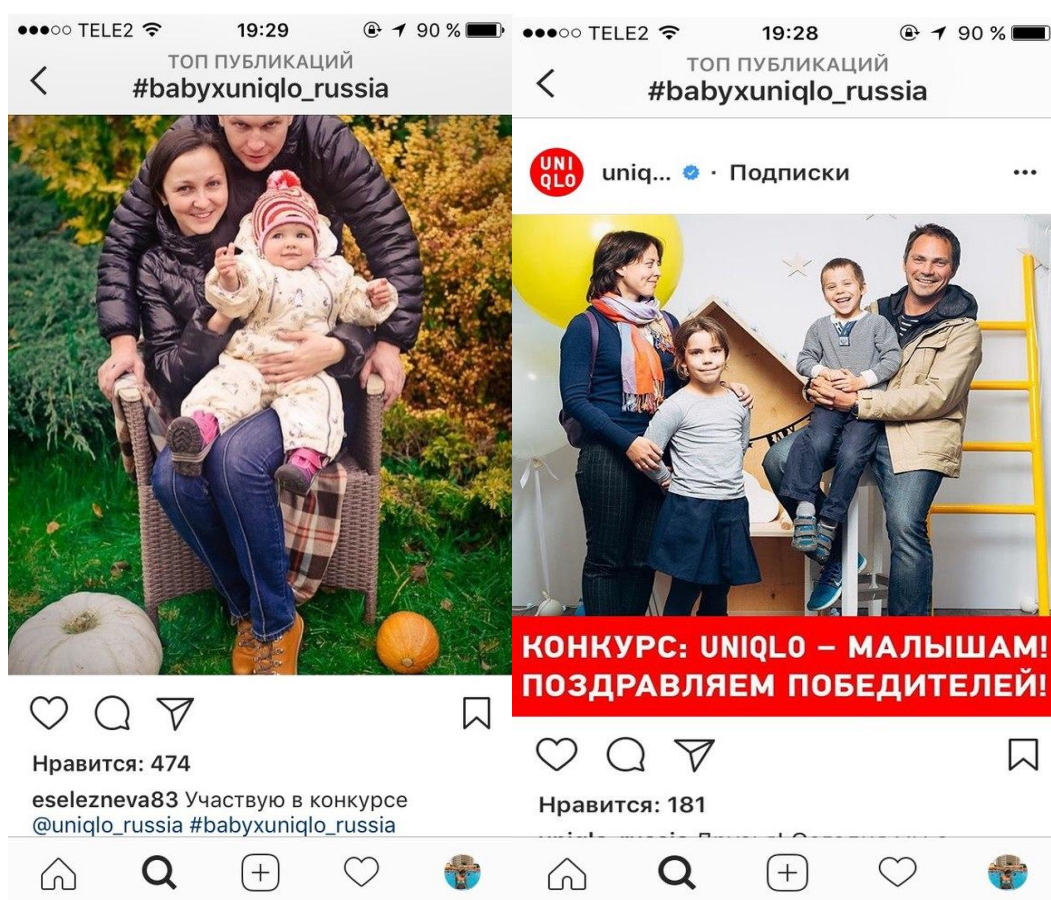 TELE2 19:29 90 %
ТОП ПУБЛИКАЦИЙ
#babyxuniqlo_russia
Нравится: 474
eselezneva83 Участвую в конкурсе
@uniqlo_russia #babyxuniqlo_russia
TELE2 19:28 90 %
ТОП ПУБЛИКАЦИЙ
#babyxuniqlo_russia
UNI
QLO
uniq... · Подписки
КОНКУРС: UNIQLO – МАЛЫШАМ!
ПОЗДРАВЛЯЕМ ПОБЕДИТЕЛЕЙ!
Нравится: 181